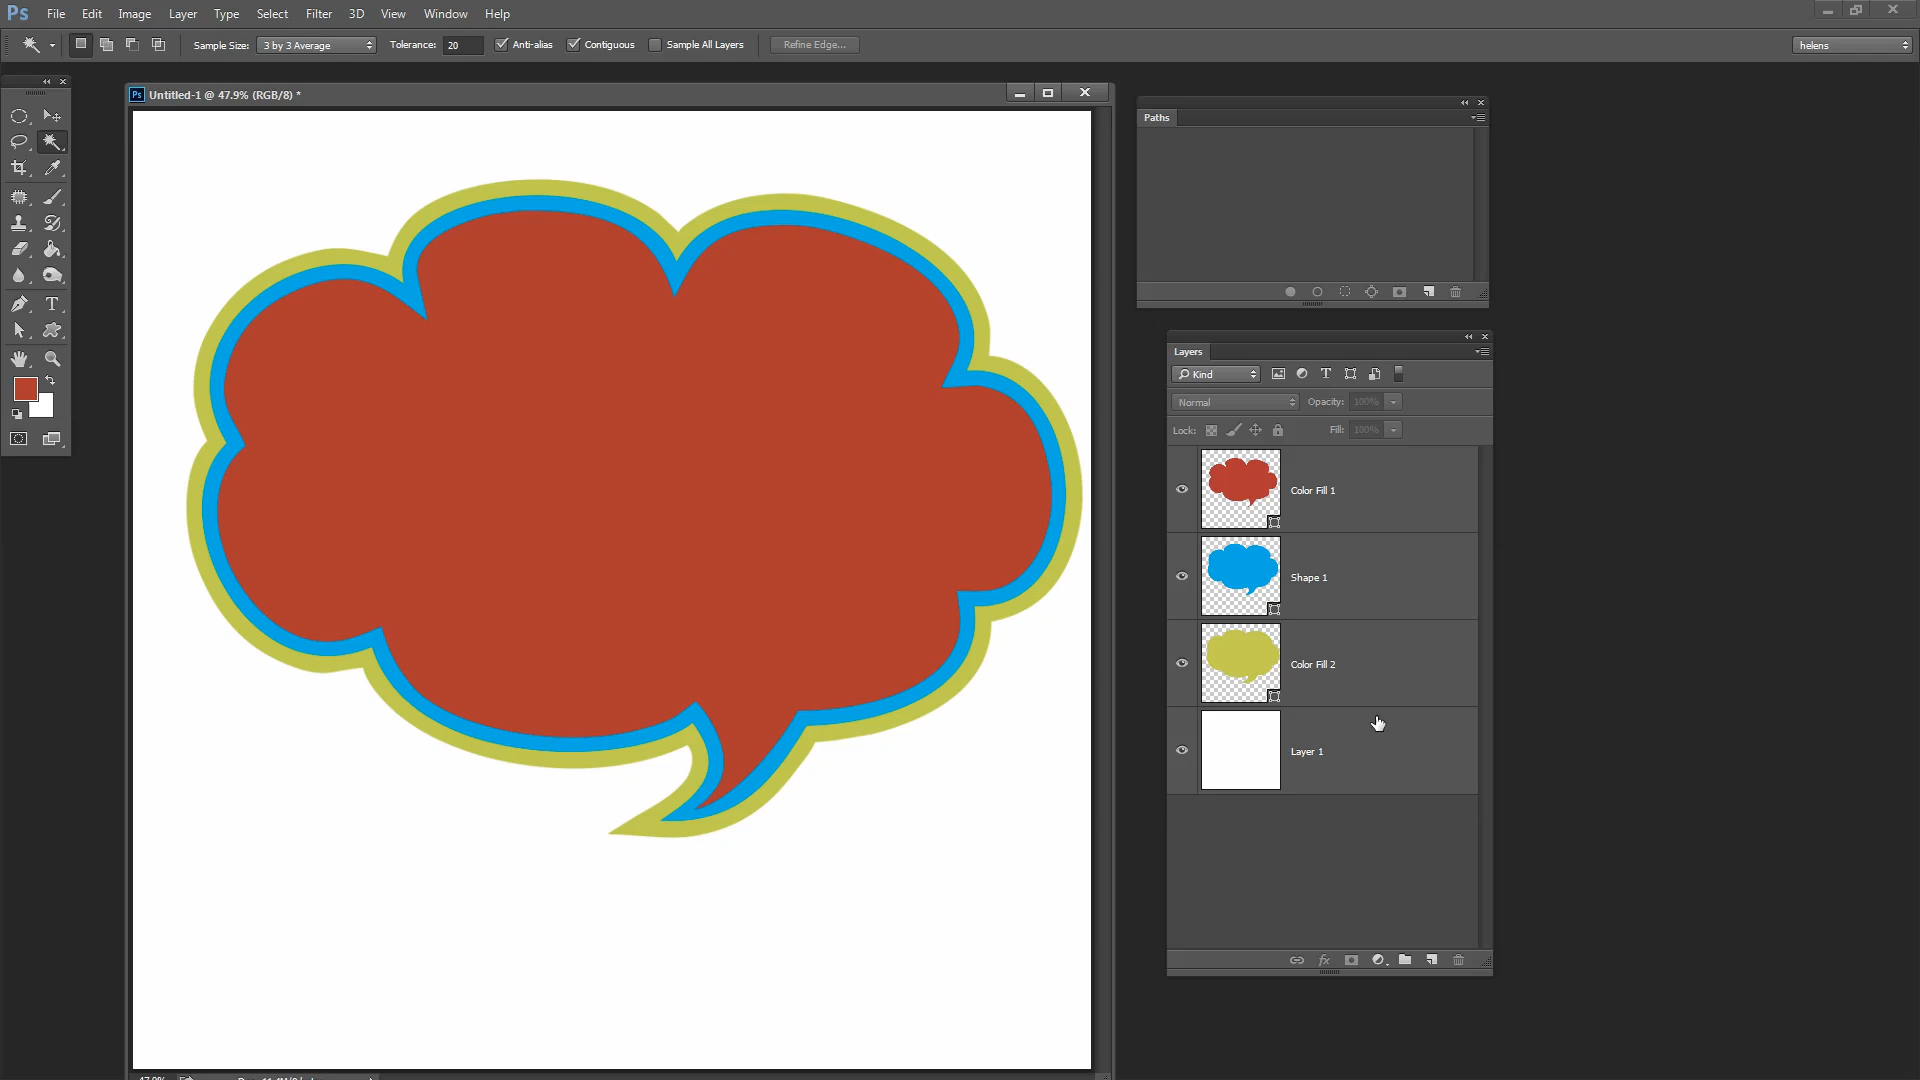 Ps File Edit Image Layer Type Select Filter 3D View Window Help
Sample Size: 3 by 3 Average Tolerance: 20 Anti-alias Contiguous Sample All Layers Refine Edge... helens
Ps Untitled-1 @ 47.9% (RGB/8) *
Paths
T
Layers
Kind T
Normal Opacity: 100%
Lock: Fill: 100%
Color Fill 1
Shape 1
Color Fill 2
Layer 1
fx